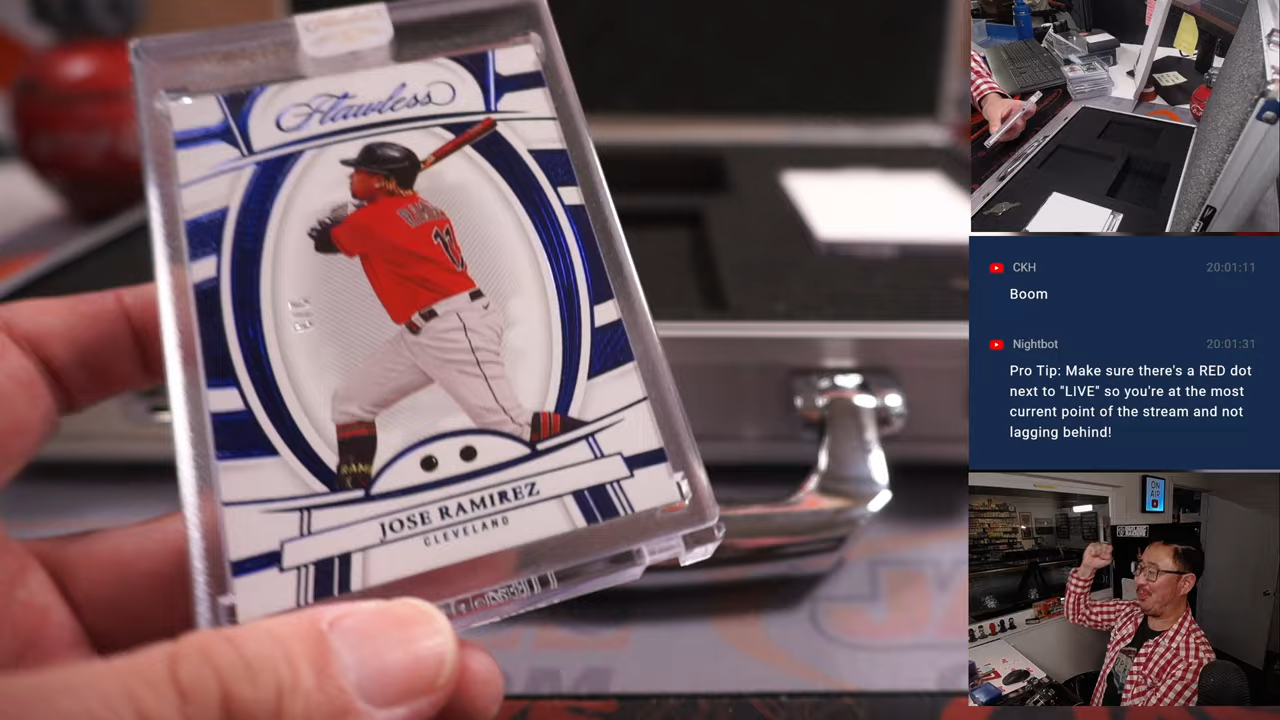 Flawless
JOSE RAMIREZ
CLEVELAND
CKH 20:01:11
Boom
Nightbot 20:01:31
Pro Tip: Make sure there's a RED dot
next to "LIVE" so you're at the most
current point of the stream and not
lagging behind!
ON
AIR